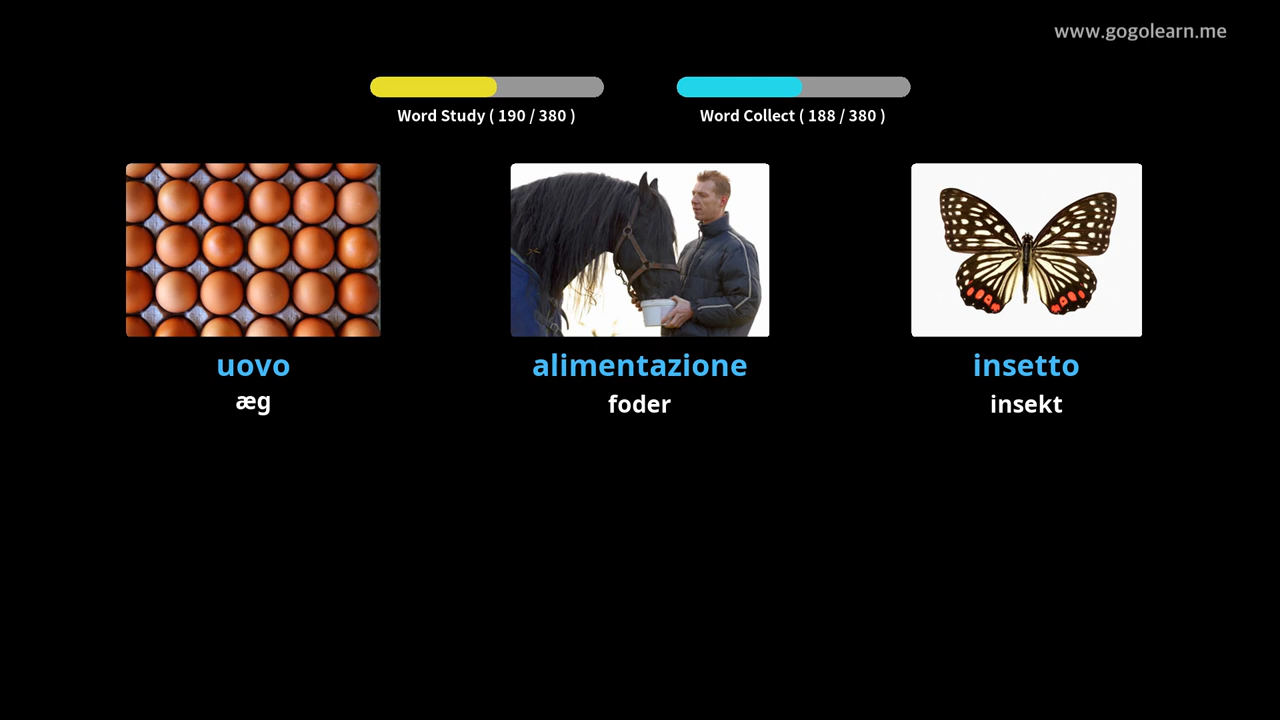 www.gogolearn.me
Word Study ( 190 / 380 )
Word Collect ( 188 / 380 )
uovo
æg
alimentazione
foder
insetto
insekt